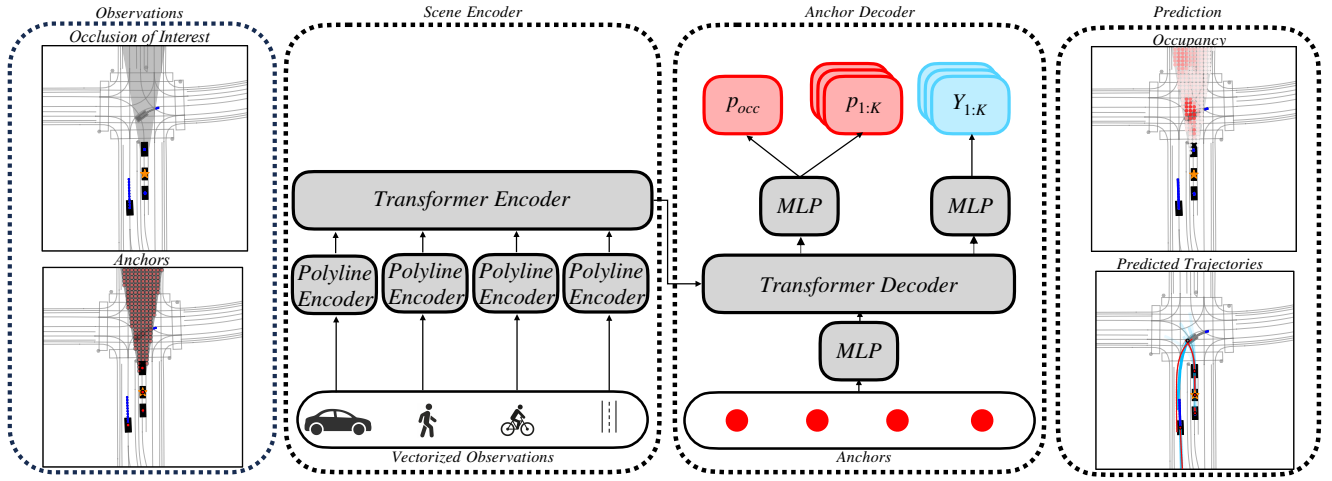 Observations
Occlusion of Interest
Anchors
Scene Encoder
Transformer Encoder
Polyline
Encoder
Polyline
Encoder
Polyline
Encoder
Polyline
Encoder
Vectorized Observations
Anchor Decoder
p_occ
p_1:K
Y_1:K
MLP
MLP
Transformer Decoder
MLP
Anchors
Prediction
Occupancy
Predicted Trajectories